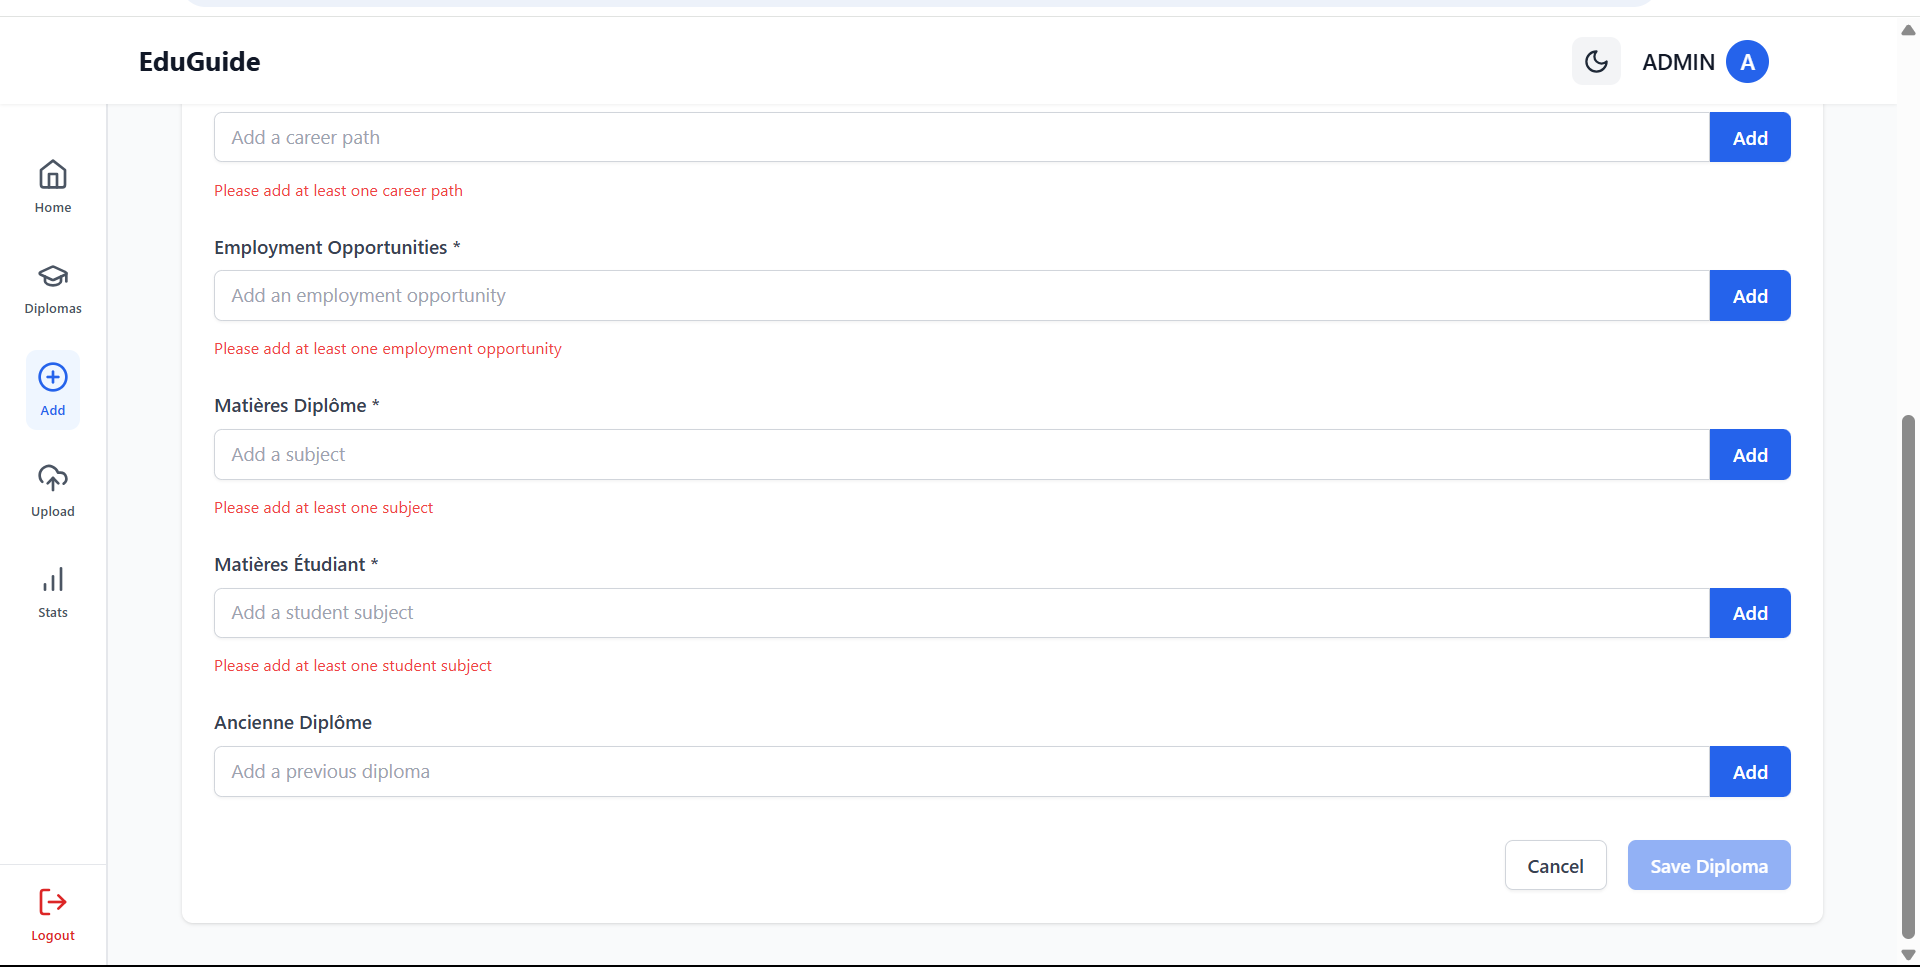 EduGuide
ADMIN A
Home
Diplomas
Add
Upload
Stats
Logout
Add a career path
Add
Please add at least one career path
Employment Opportunities *
Add an employment opportunity
Add
Please add at least one employment opportunity
Matières Diplôme *
Add a subject
Add
Please add at least one subject
Matières Étudiant *
Add a student subject
Add
Please add at least one student subject
Ancienne Diplôme
Add a previous diploma
Add
Cancel
Save Diploma